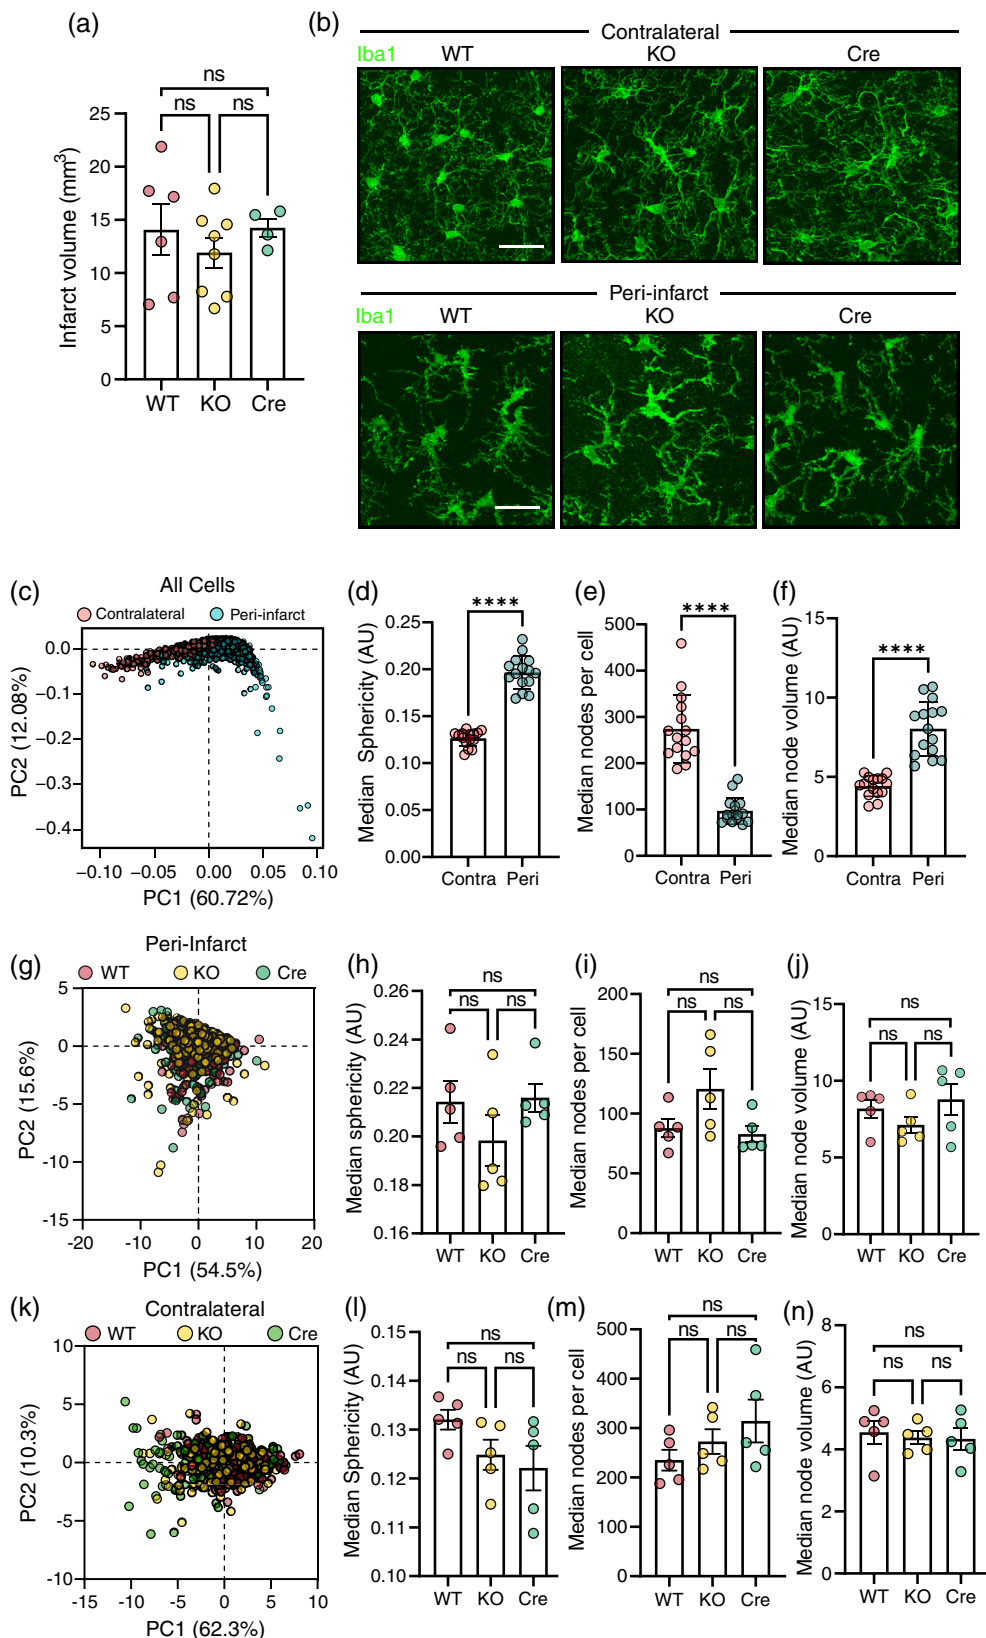 (a)
ns
ns ns
Infarct volume (mm3)
25
20
15
10
5
0
WT KO Cre
(b)
Contralateral
Iba1 WT KO Cre
Peri-infarct
Iba1 WT KO Cre
(c)
All Cells
Contralateral Peri-infarct
PC2 (12.08%)
0.0
−0.1
−0.2
−0.3
−0.4
−0.10 −0.05 0.00 0.05 0.10
PC1 (60.72%)
(d)
****
Median Sphericity (AU)
0.25
0.20
0.15
0.10
0.05
0.00
Contra Peri
(e)
****
Median nodes per cell
500
400
300
200
100
0
Contra Peri
(f)
****
Median node volume (AU)
15
10
5
0
Contra Peri
(g)
Peri-Infarct
WT KO Cre
PC2 (15.6%)
5
0
-5
-10
-15
-20 -10 0 10 20
PC1 (54.5%)
(h)
ns
ns ns
Median sphericity (AU)
0.26
0.24
0.22
0.20
0.18
0.16
WT KO Cre
(i)
ns
ns ns
Median nodes per cell
200
150
100
50
0
WT KO Cre
(j)
ns
ns ns
Median node volume (AU)
15
10
5
0
WT KO Cre
(k)
Contralateral
WT KO Cre
PC2 (10.3%)
10
5
0
-5
-10
-15 -10 -5 0 5 10
PC1 (62.3%)
(l)
ns
ns ns
Median Sphericity (AU)
0.15
0.14
0.13
0.12
0.11
0.10
WT KO Cre
(m)
ns
ns ns
Median nodes per cell
500
400
300
200
100
0
WT KO Cre
(n)
ns
ns ns
Median node volume (AU)
8
6
4
2
0
WT KO Cre